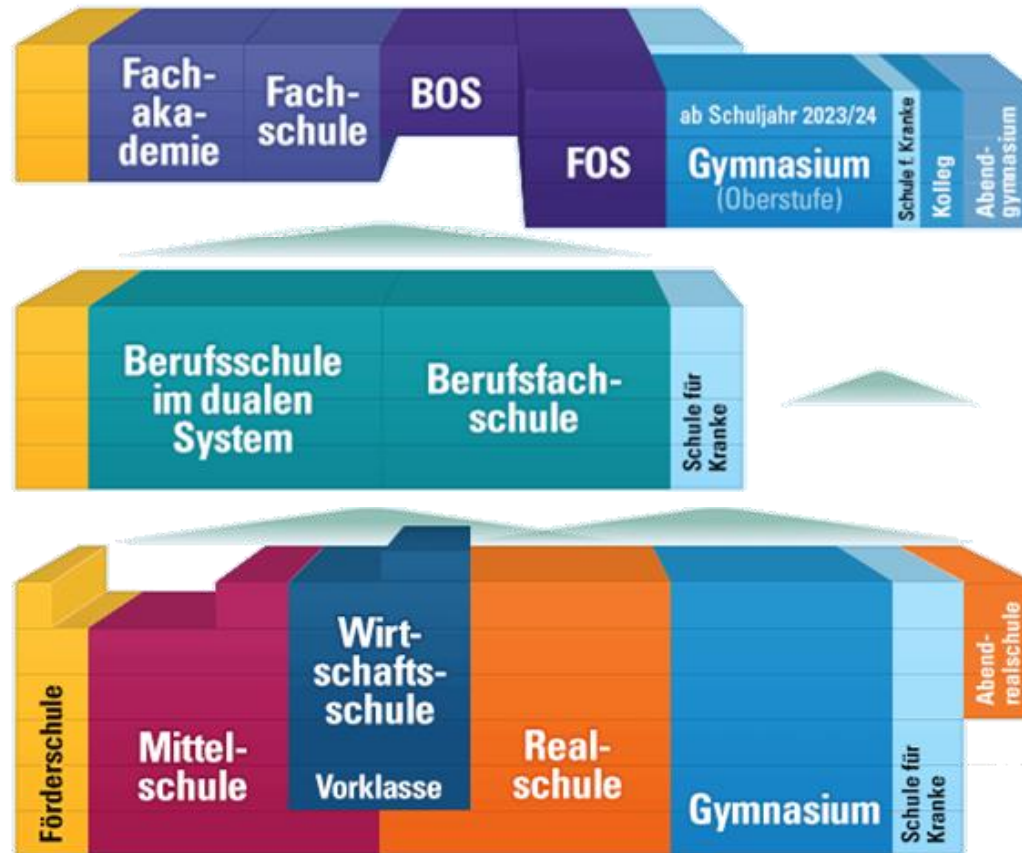 Fach-
aka-
demie
Fach-
schule
BOS
FOS
ab Schuljahr 2023/24
Gymnasium
(Oberstufe)
Schule f. Kranke
Kolleg
Abend-
gymnasium
Berufsschule
im dualen
System
Berufsfach-
schule
Schule für
Kranke
Förderschule
Mittel-
schule
Wirt-
schafts-
schule
Vorklasse
Real-
schule
Gymnasium
Schule für
Kranke
Abend-
realschule